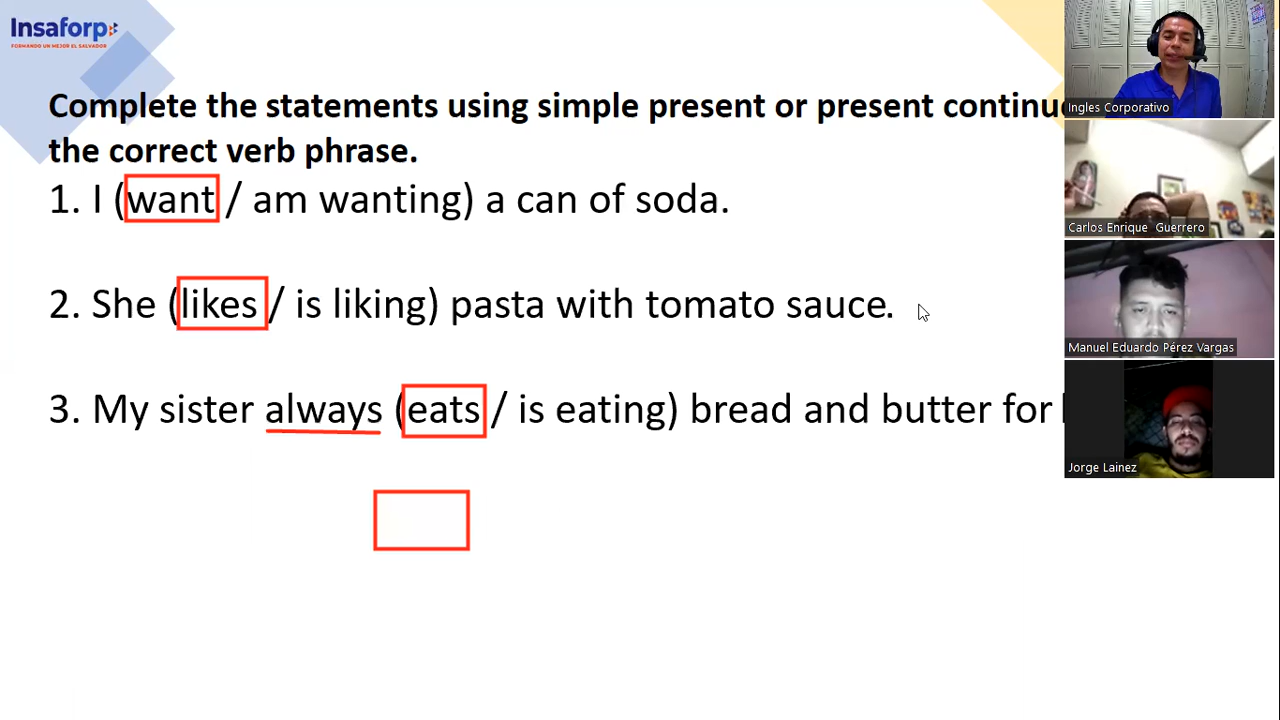 Insaforp
FORMANDO UN MEJOR EL SALVADOR
Complete the statements using simple present or present
the correct verb phrase.
1. I (want / am wanting) a can of soda.
2. She (likes / is liking) pasta with tomato sauce.
3. My sister always (eats / is eating) bread and butter for
Ingles Corporativo
Carlos Enrique Guerrero
Manuel Eduardo Pérez Vargas
Jorge Lainez